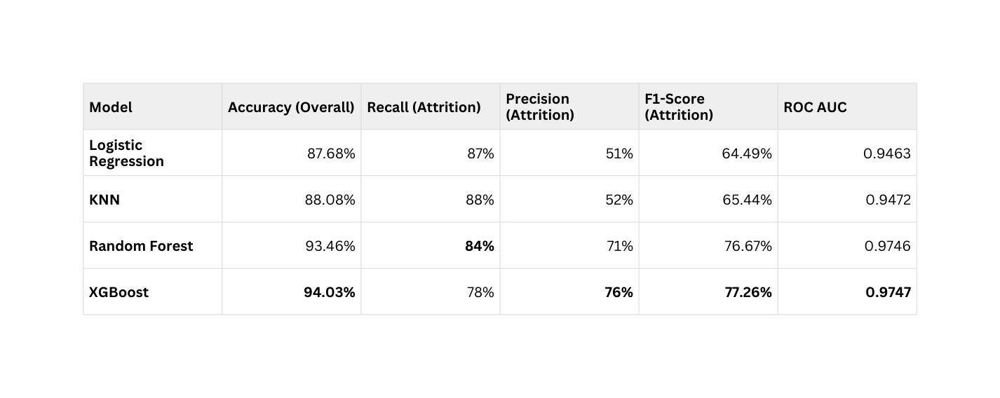 Model Accuracy (Overall) Recall (Attrition) Precision (Attrition) F1-Score (Attrition) ROC AUC
Logistic Regression 87.68% 87% 51% 64.49% 0.9463
KNN 88.08% 88% 52% 65.44% 0.9472
Random Forest 93.46% 84% 71% 76.67% 0.9746
XGBoost 94.03% 78% 76% 77.26% 0.9747